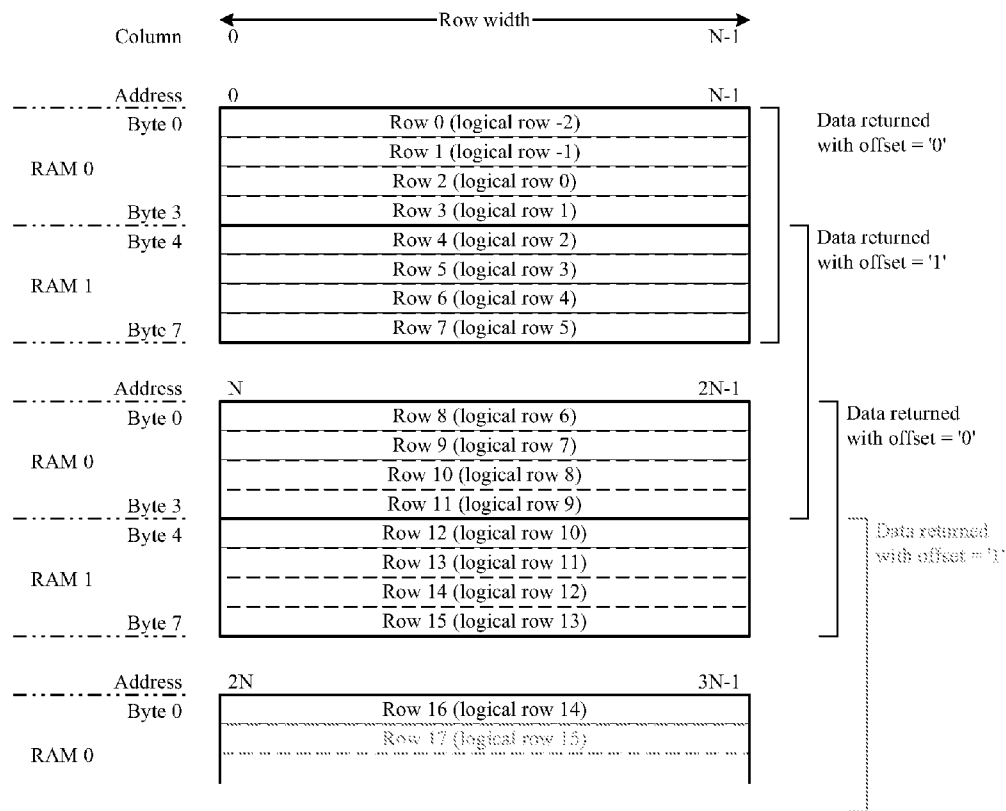 Row width
Column 0 N-1
Address 0 N-1
Byte 0 Row 0 (logical row -2) Data returned
Row 1 (logical row -1) with offset = '0'
RAM 0
Row 2 (logical row 0)
Byte 3 Row 3 (logical row 1)
Byte 4 Row 4 (logical row 2) Data returned
Row 5 (logical row 3) with offset = '1'
RAM 1
Row 6 (logical row 4)
Byte 7 Row 7 (logical row 5)
Address N 2N-1
Byte 0 Row 8 (logical row 6) Data returned
Row 9 (logical row 7) with offset = '0'
RAM 0
Row 10 (logical row 8)
Byte 3 Row 11 (logical row 9)
Byte 4 Row 12 (logical row 10) Data returned
Row 13 (logical row 11) with offset = '1'
RAM 1
Row 14 (logical row 12)
Byte 7 Row 15 (logical row 13)
Address 2N 3N-1
Byte 0 Row 16 (logical row 14)
Row 17 (logical row 15)
RAM 0